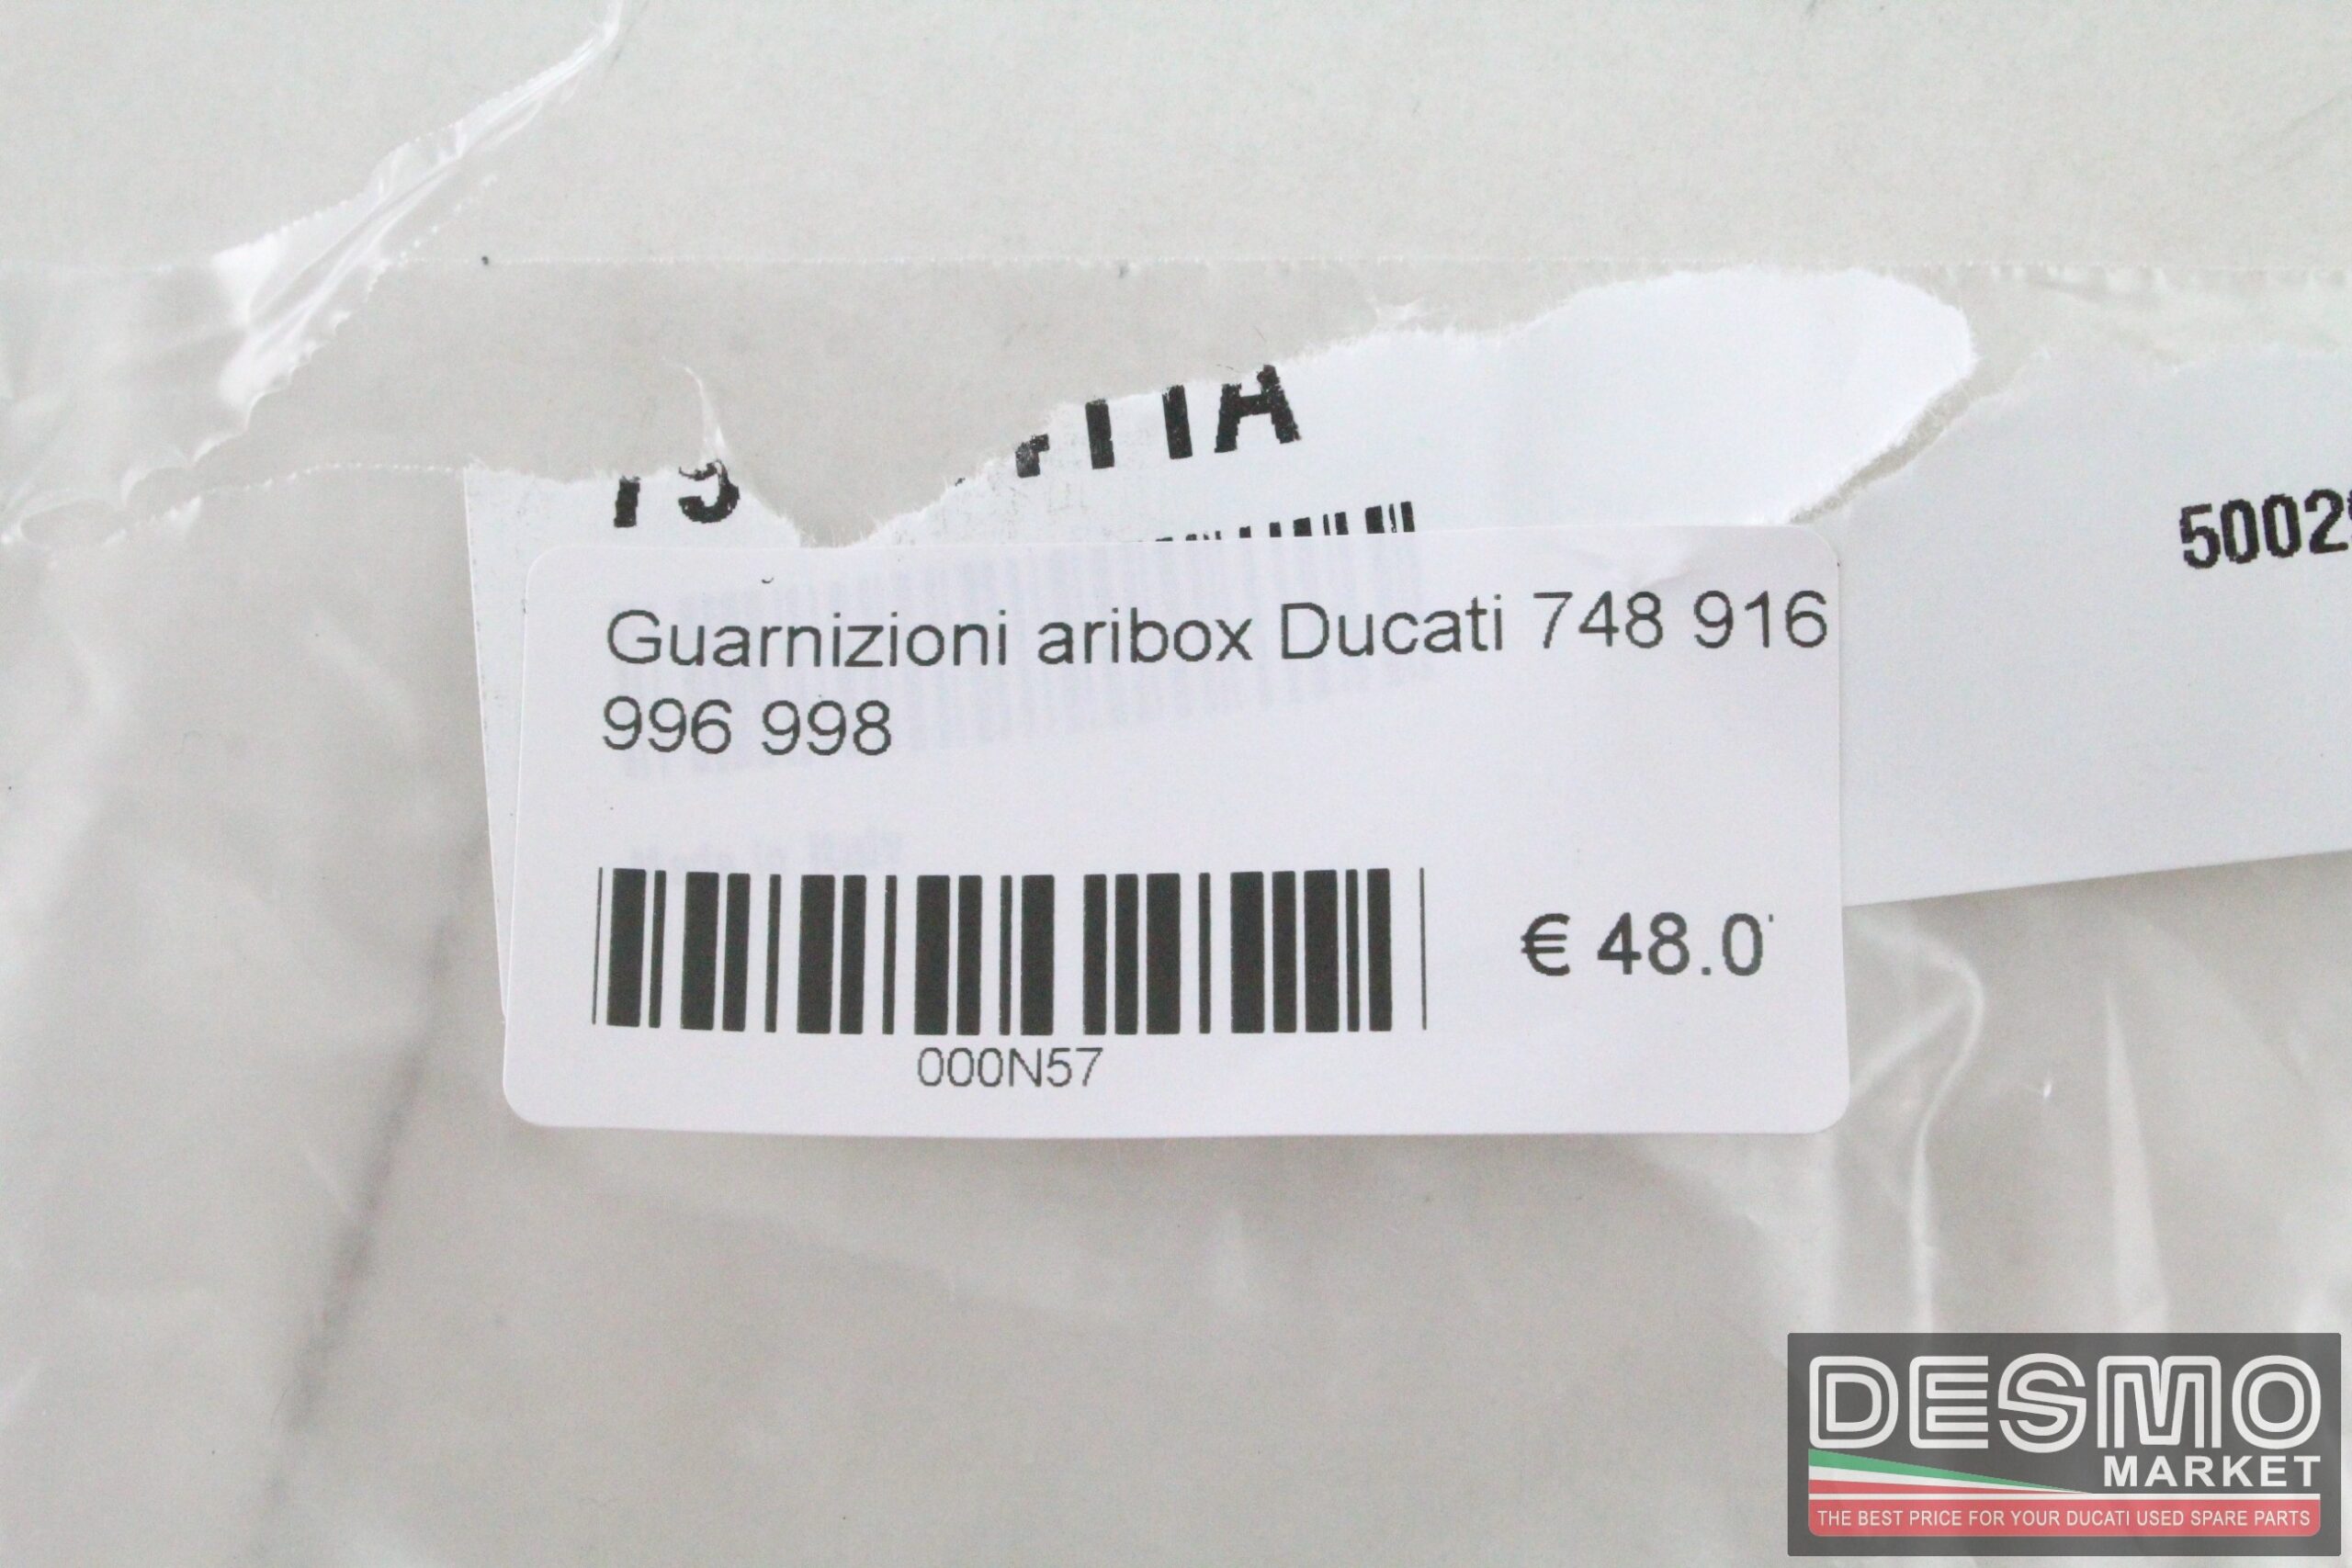 Guarnizioni aribox Ducati 748 916
996 998
€ 48.0
000N57
DESMO
MARKET
THE BEST PRICE FOR YOUR DUCATI USED SPARE PARTS